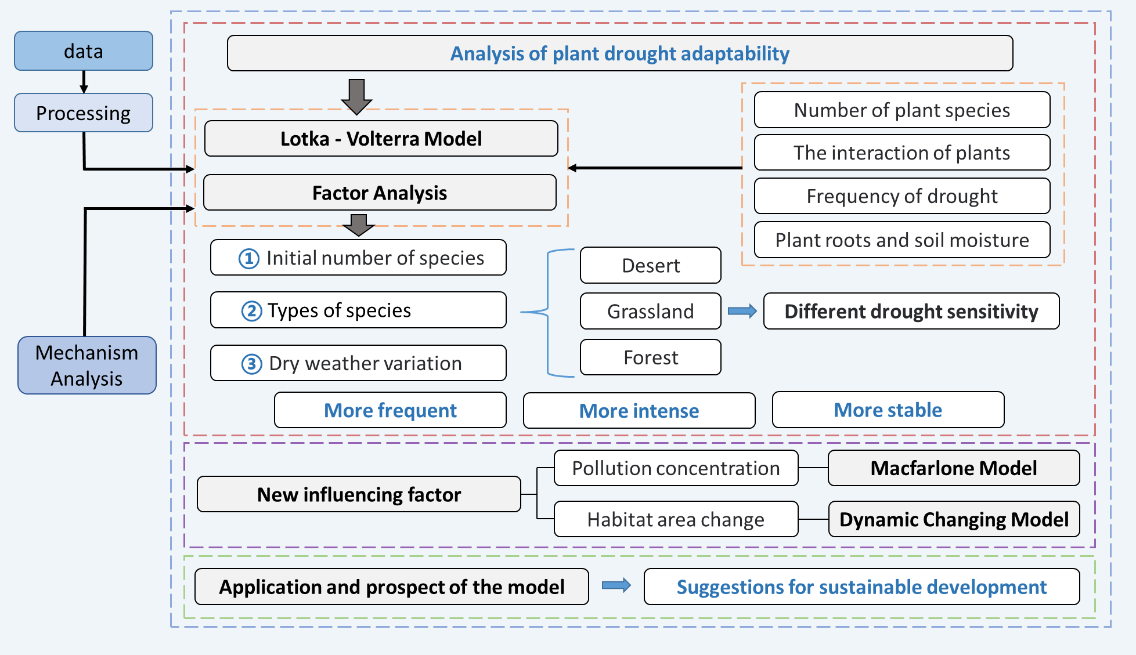 data
Processing
Mechanism
Analysis
Analysis of plant drought adaptability
Lotka - Volterra Model
Factor Analysis
Number of plant species
The interaction of plants
Frequency of drought
Plant roots and soil moisture
① Initial number of species
② Types of species
③ Dry weather variation
Desert
Grassland
Forest
Different drought sensitivity
More frequent
More intense
More stable
New influencing factor
Pollution concentration
Macfarlone Model
Habitat area change
Dynamic Changing Model
Application and prospect of the model
Suggestions for sustainable development